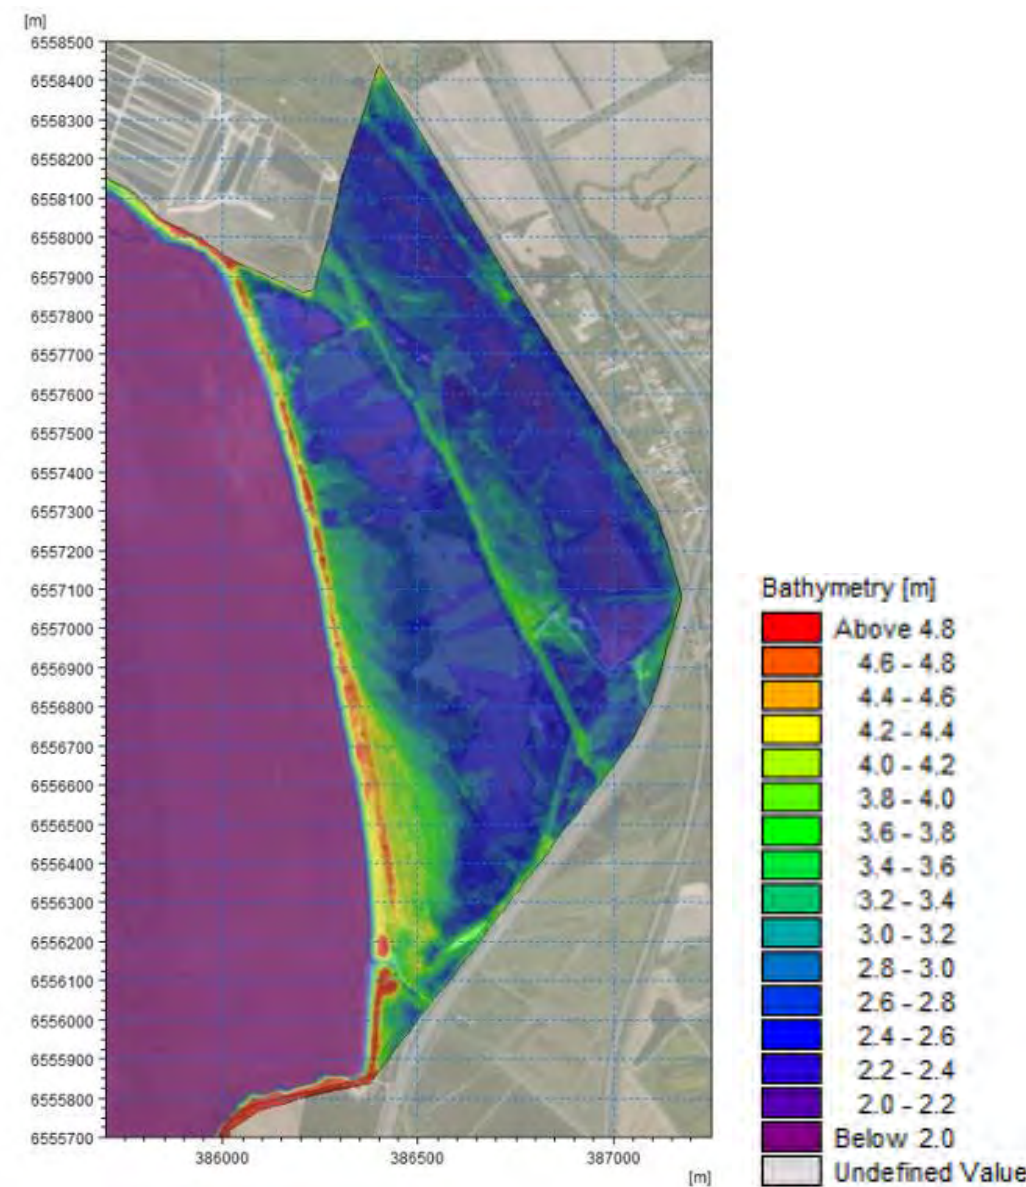 [m]
6558500
6558400
6558300
6558200
6558100
6558000
6557900
6557800
6557700
6557600
6557500
6557400
6557300
6557200
6557100
6557000
6556900
6556800
6556700
6556600
6556500
6556400
6556300
6556200
6556100
6556000
6555900
6555800
6555700
386000 386500 387000
[m]
Bathymetry [m]
Above 4.8
4.6 - 4.8
4.4 - 4.6
4.2 - 4.4
4.0 - 4.2
3.8 - 4.0
3.6 - 3.8
3.4 - 3.6
3.2 - 3.4
3.0 - 3.2
2.8 - 3.0
2.6 - 2.8
2.4 - 2.6
2.2 - 2.4
2.0 - 2.2
Below 2.0
Undefined Value